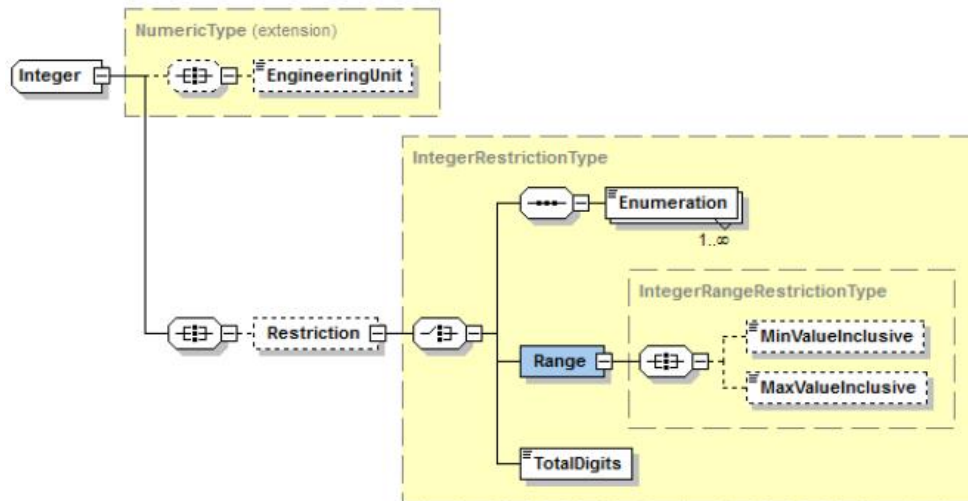 NumericType (extension)
Integer
EngineeringUnit
IntegerRestrictionType
Enumeration
1..∞
IntegerRangeRestrictionType
Restriction
Range
MinValueInclusive
MaxValueInclusive
TotalDigits